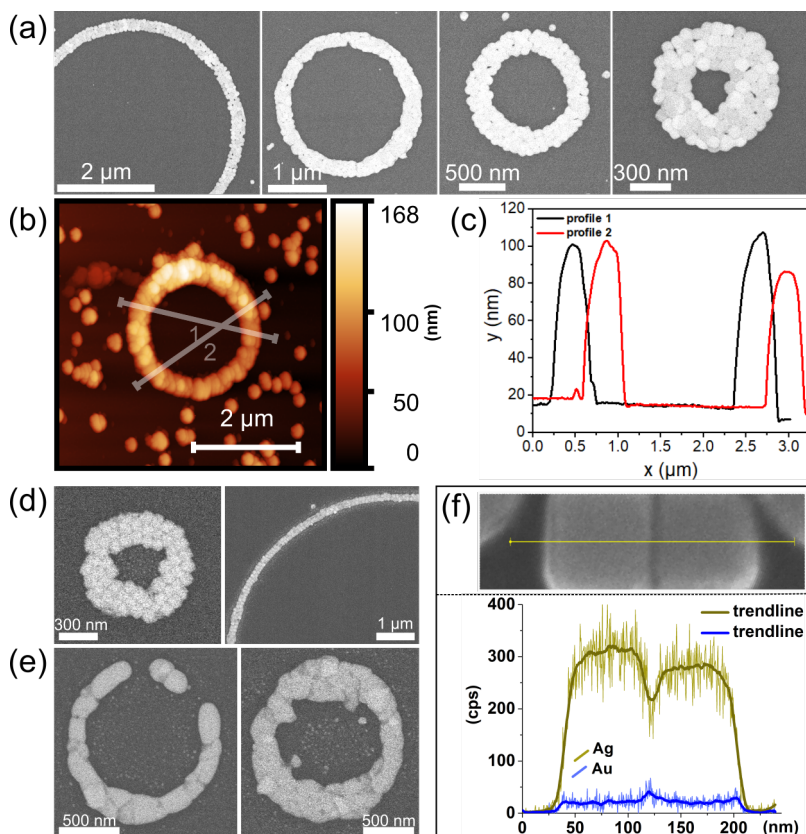 (a)
2 µm
1 µm
500 nm
300 nm
(b)
1
2
2 µm
168
100
50
0
(nm)
(c)
profile 1
profile 2
120
100
80
60
40
20
0
y (nm)
0.0 0.5 1.0 1.5 2.0 2.5 3.0
x (µm)
(d)
300 nm
1 µm
(e)
500 nm
500 nm
(f)
400
300
200
100
0
(cps)
trendline
trendline
Ag
Au
0 50 100 150 200 (nm)